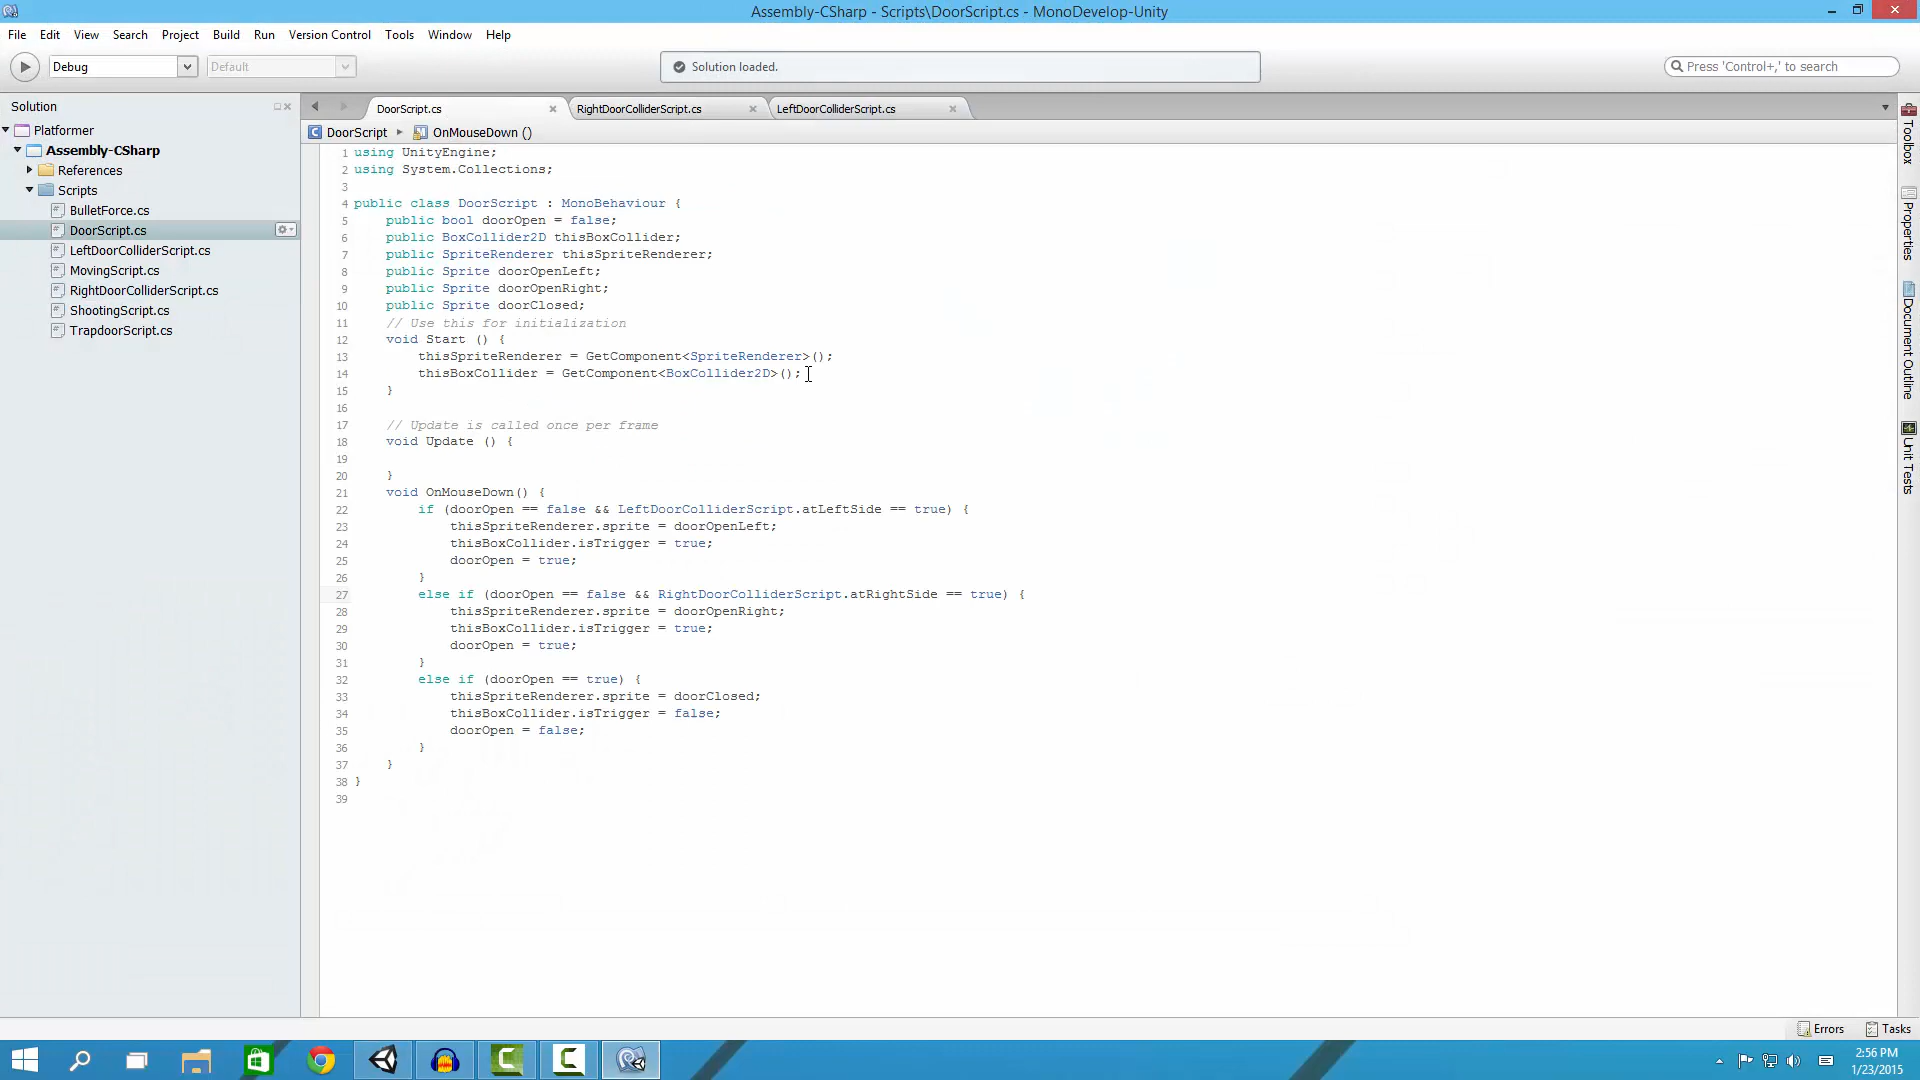 Assembly-CSharp - Scripts\DoorScript.cs - MonoDevelop-Unity
File Edit View Search Project Build Run Version Control Tools Window Help
Debug
Default
Solution loaded.
Press 'Control+,' to search
Solution
Platformer
Assembly-CSharp
References
Scripts
BulletForce.cs
DoorScript.cs
LeftDoorColliderScript.cs
MovingScript.cs
RightDoorColliderScript.cs
ShootingScript.cs
TrapdoorScript.cs
DoorScript.cs
RightDoorColliderScript.cs
LeftDoorColliderScript.cs
DoorScript
OnMouseDown ()
1 using UnityEngine;
2 using System.Collections;
3
4 public class DoorScript : MonoBehaviour {
5 public bool doorOpen = false;
6 public BoxCollider2D thisBoxCollider;
7 public SpriteRenderer thisSpriteRenderer;
8 public Sprite doorOpenLeft;
9 public Sprite doorOpenRight;
10 public Sprite doorClosed;
11 // Use this for initialization
12 void Start () {
13 thisSpriteRenderer = GetComponent<SpriteRenderer>();
14 thisBoxCollider = GetComponent<BoxCollider2D>();
15 }
16
17 // Update is called once per frame
18 void Update () {
19
20 }
21 void OnMouseDown() {
22 if (doorOpen == false && LeftDoorColliderScript.atLeftSide == true) {
23 thisSpriteRenderer.sprite = doorOpenLeft;
24 thisBoxCollider.isTrigger = true;
25 doorOpen = true;
26 }
27 else if (doorOpen == false && RightDoorColliderScript.atRightSide == true) {
28 thisSpriteRenderer.sprite = doorOpenRight;
29 thisBoxCollider.isTrigger = true;
30 doorOpen = true;
31 }
32 else if (doorOpen == true) {
33 thisSpriteRenderer.sprite = doorClosed;
34 thisBoxCollider.isTrigger = false;
35 doorOpen = false;
36 }
37 }
38 }
39
Toolbox
Properties
Document Outline
Unit Tests
Errors
Tasks
2:56 PM
1/23/2015